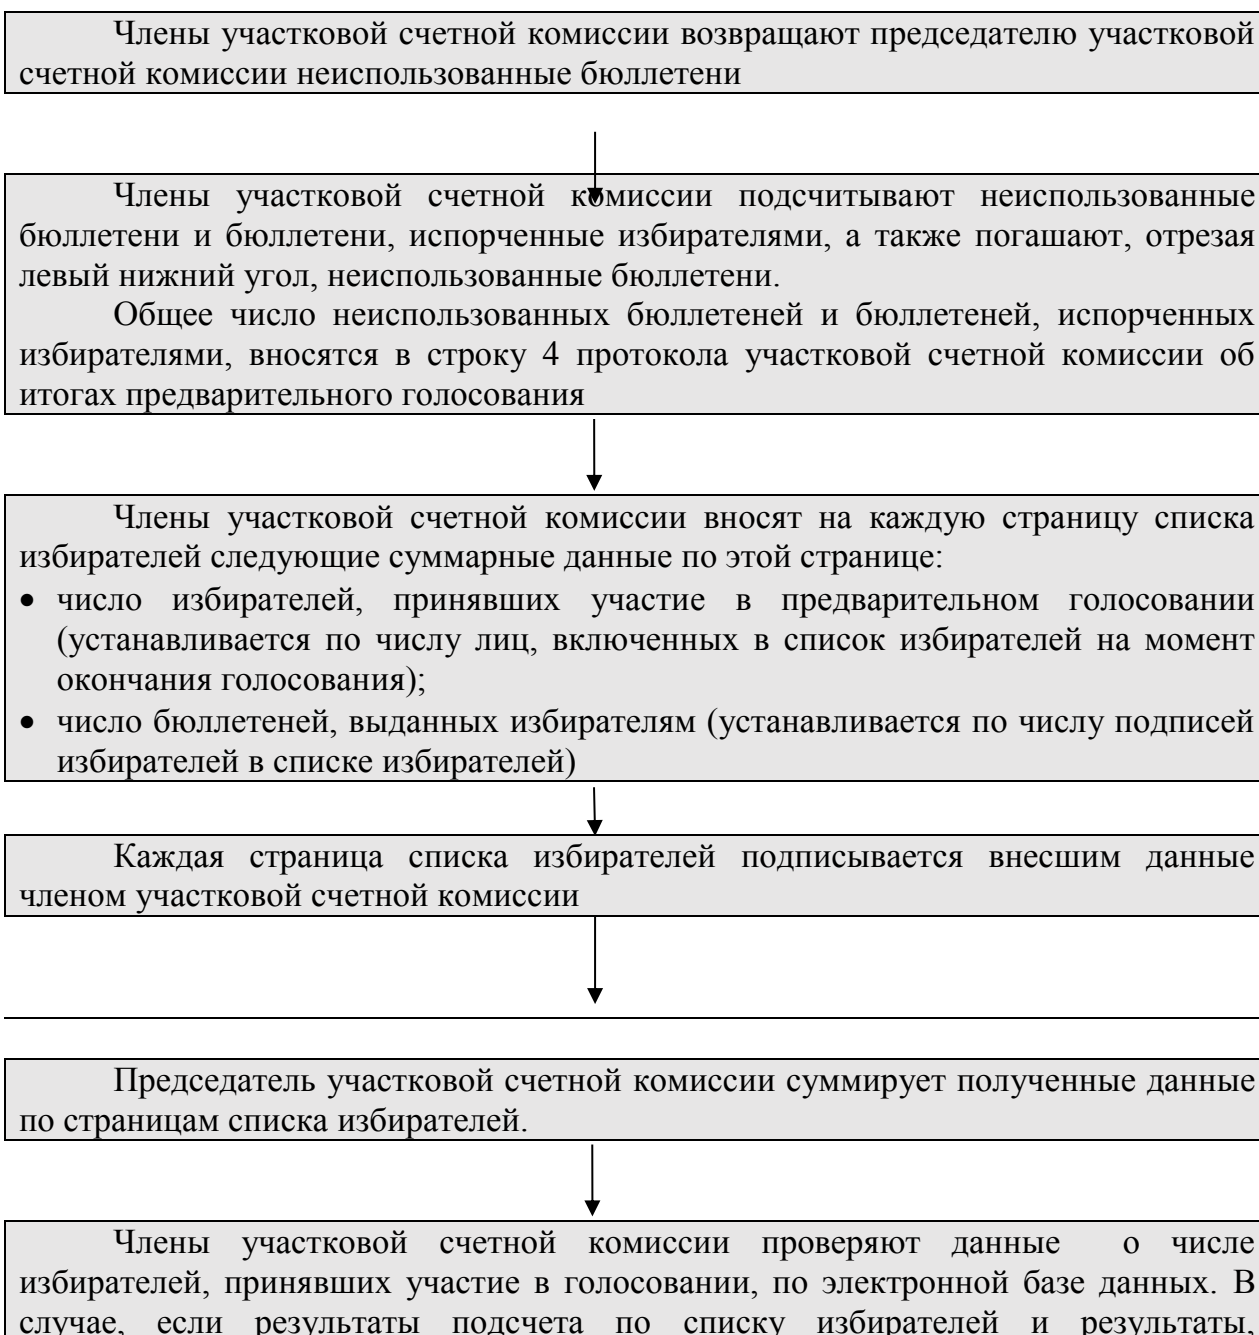 Члены участковой счетной комиссии возвращают председателю участковой
счетной комиссии неиспользованные бюллетени
Члены участковой счетной комиссии подсчитывают неиспользованные
бюллетени и бюллетени, испорченные избирателями, а также погашают, отрезая
левый нижний угол, неиспользованные бюллетени.
Общее число неиспользованных бюллетеней и бюллетеней, испорченных
избирателями, вносятся в строку 4 протокола участковой счетной комиссии об
итогах предварительного голосования
Члены участковой счетной комиссии вносят на каждую страницу списка
избирателей следующие суммарные данные по этой странице:
• число избирателей, принявших участие в предварительном голосовании
(устанавливается по числу лиц, включенных в список избирателей на момент
окончания голосования);
• число бюллетеней, выданных избирателям (устанавливается по числу подписей
избирателей в списке избирателей)
Каждая страница списка избирателей подписывается внесшим данные
членом участковой счетной комиссии
Председатель участковой счетной комиссии суммирует полученные данные
по страницам списка избирателей.
Члены участковой счетной комиссии проверяют данные о числе
избирателей, принявших участие в голосовании, по электронной базе данных. В
случае, если результаты подсчета по списку избирателей и результаты,